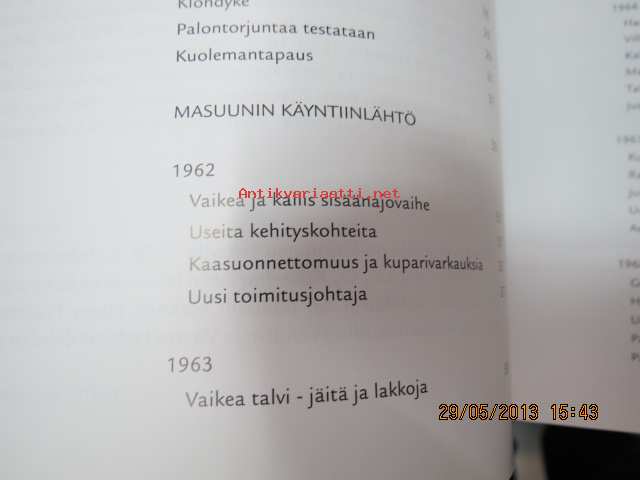 Klondyke
Palontorjuntaa testataan
Kuolemantapaus
MASUUNIN KÄYNTIINLÄHTÖ
1962
Antikvariaatti.net
Vaikea ja kallis sisäänajovaihe
Useita kehityskohteita
Kaasuonnettomuus ja kuparivarkauksia
Uusi toimitusjohtaja
1963
Vaikea talvi - jäitä ja lakkoja
29/05/2013 15:43